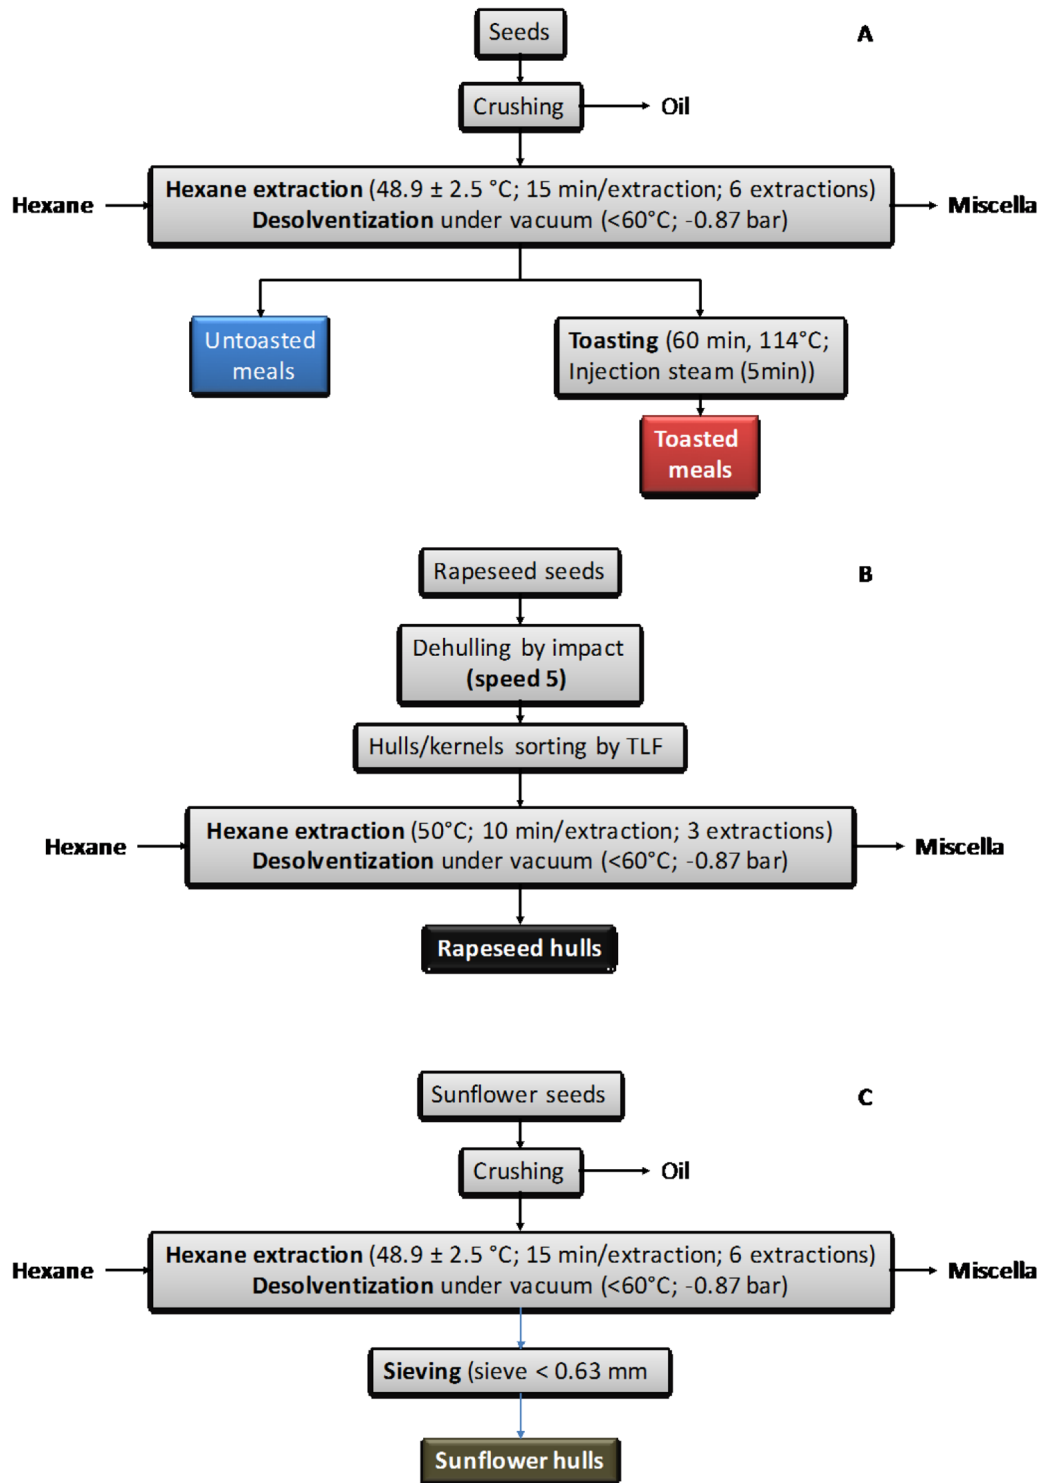 Seeds
A
Crushing
Oil
Hexane
Hexane extraction (48.9 ± 2.5 °C; 15 min/extraction; 6 extractions)
Desolventization under vacuum (<60°C; -0.87 bar)
Miscella
Untoasted
meals
Toasting (60 min, 114°C;
Injection steam (5min))
Toasted
meals
Rapeseed seeds
B
Dehulling by impact
(speed 5)
Hulls/kernels sorting by TLF
Hexane
Hexane extraction (50°C; 10 min/extraction; 3 extractions)
Desolventization under vacuum (<60°C; -0.87 bar)
Miscella
Rapeseed hulls
Sunflower seeds
C
Crushing
Oil
Hexane
Hexane extraction (48.9 ± 2.5 °C; 15 min/extraction; 6 extractions)
Desolventization under vacuum (<60°C; -0.87 bar)
Miscella
Sieving (sieve < 0.63 mm
Sunflower hulls